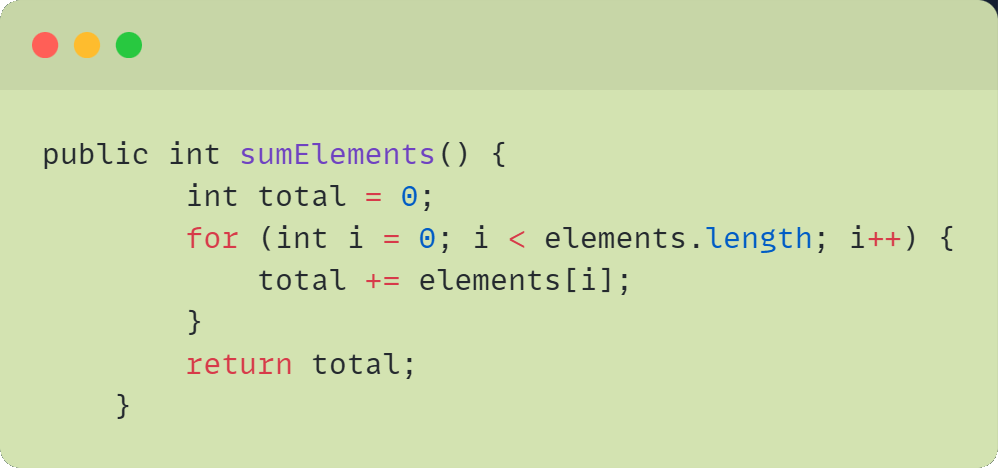 public int sumElements() {
        int total = 0;
        for (int i = 0; i < elements.length; i++) {
            total += elements[i];
        }
        return total;
    }